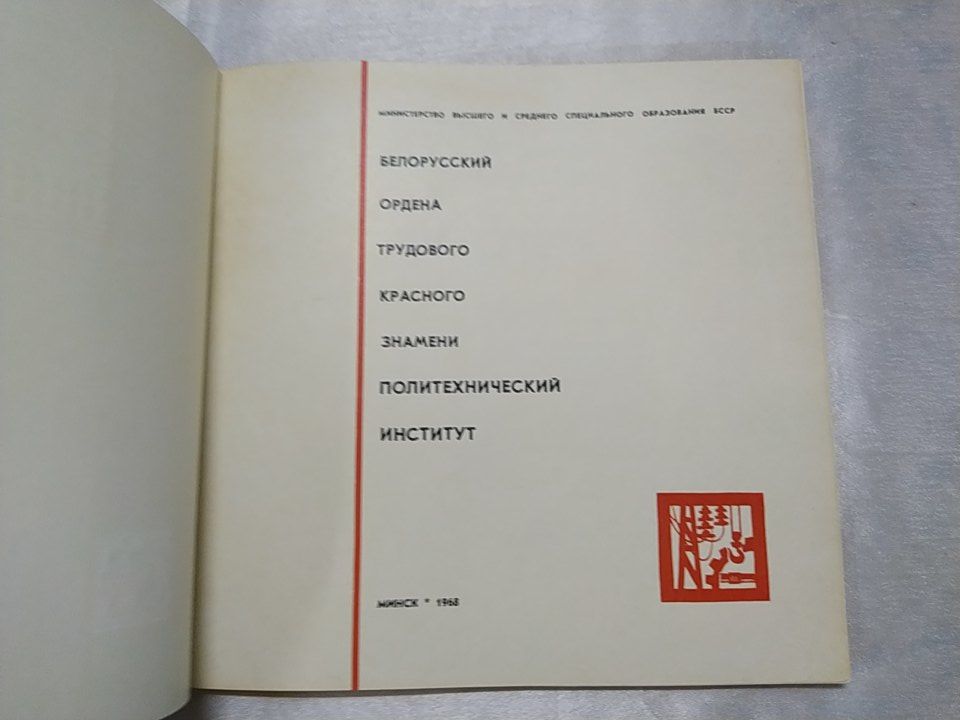 МИНИСТЕРСТВО ВЫСШЕГО И СРЕДНЕГО СПЕЦИАЛЬНОГО ОБРАЗОВАНИЯ БССР
БЕЛОРУССКИЙ
ОРДЕНА
ТРУДОВОГО
КРАСНОГО
ЗНАМЕНИ
ПОЛИТЕХНИЧЕСКИЙ
ИНСТИТУТ
МИНСК * 1968